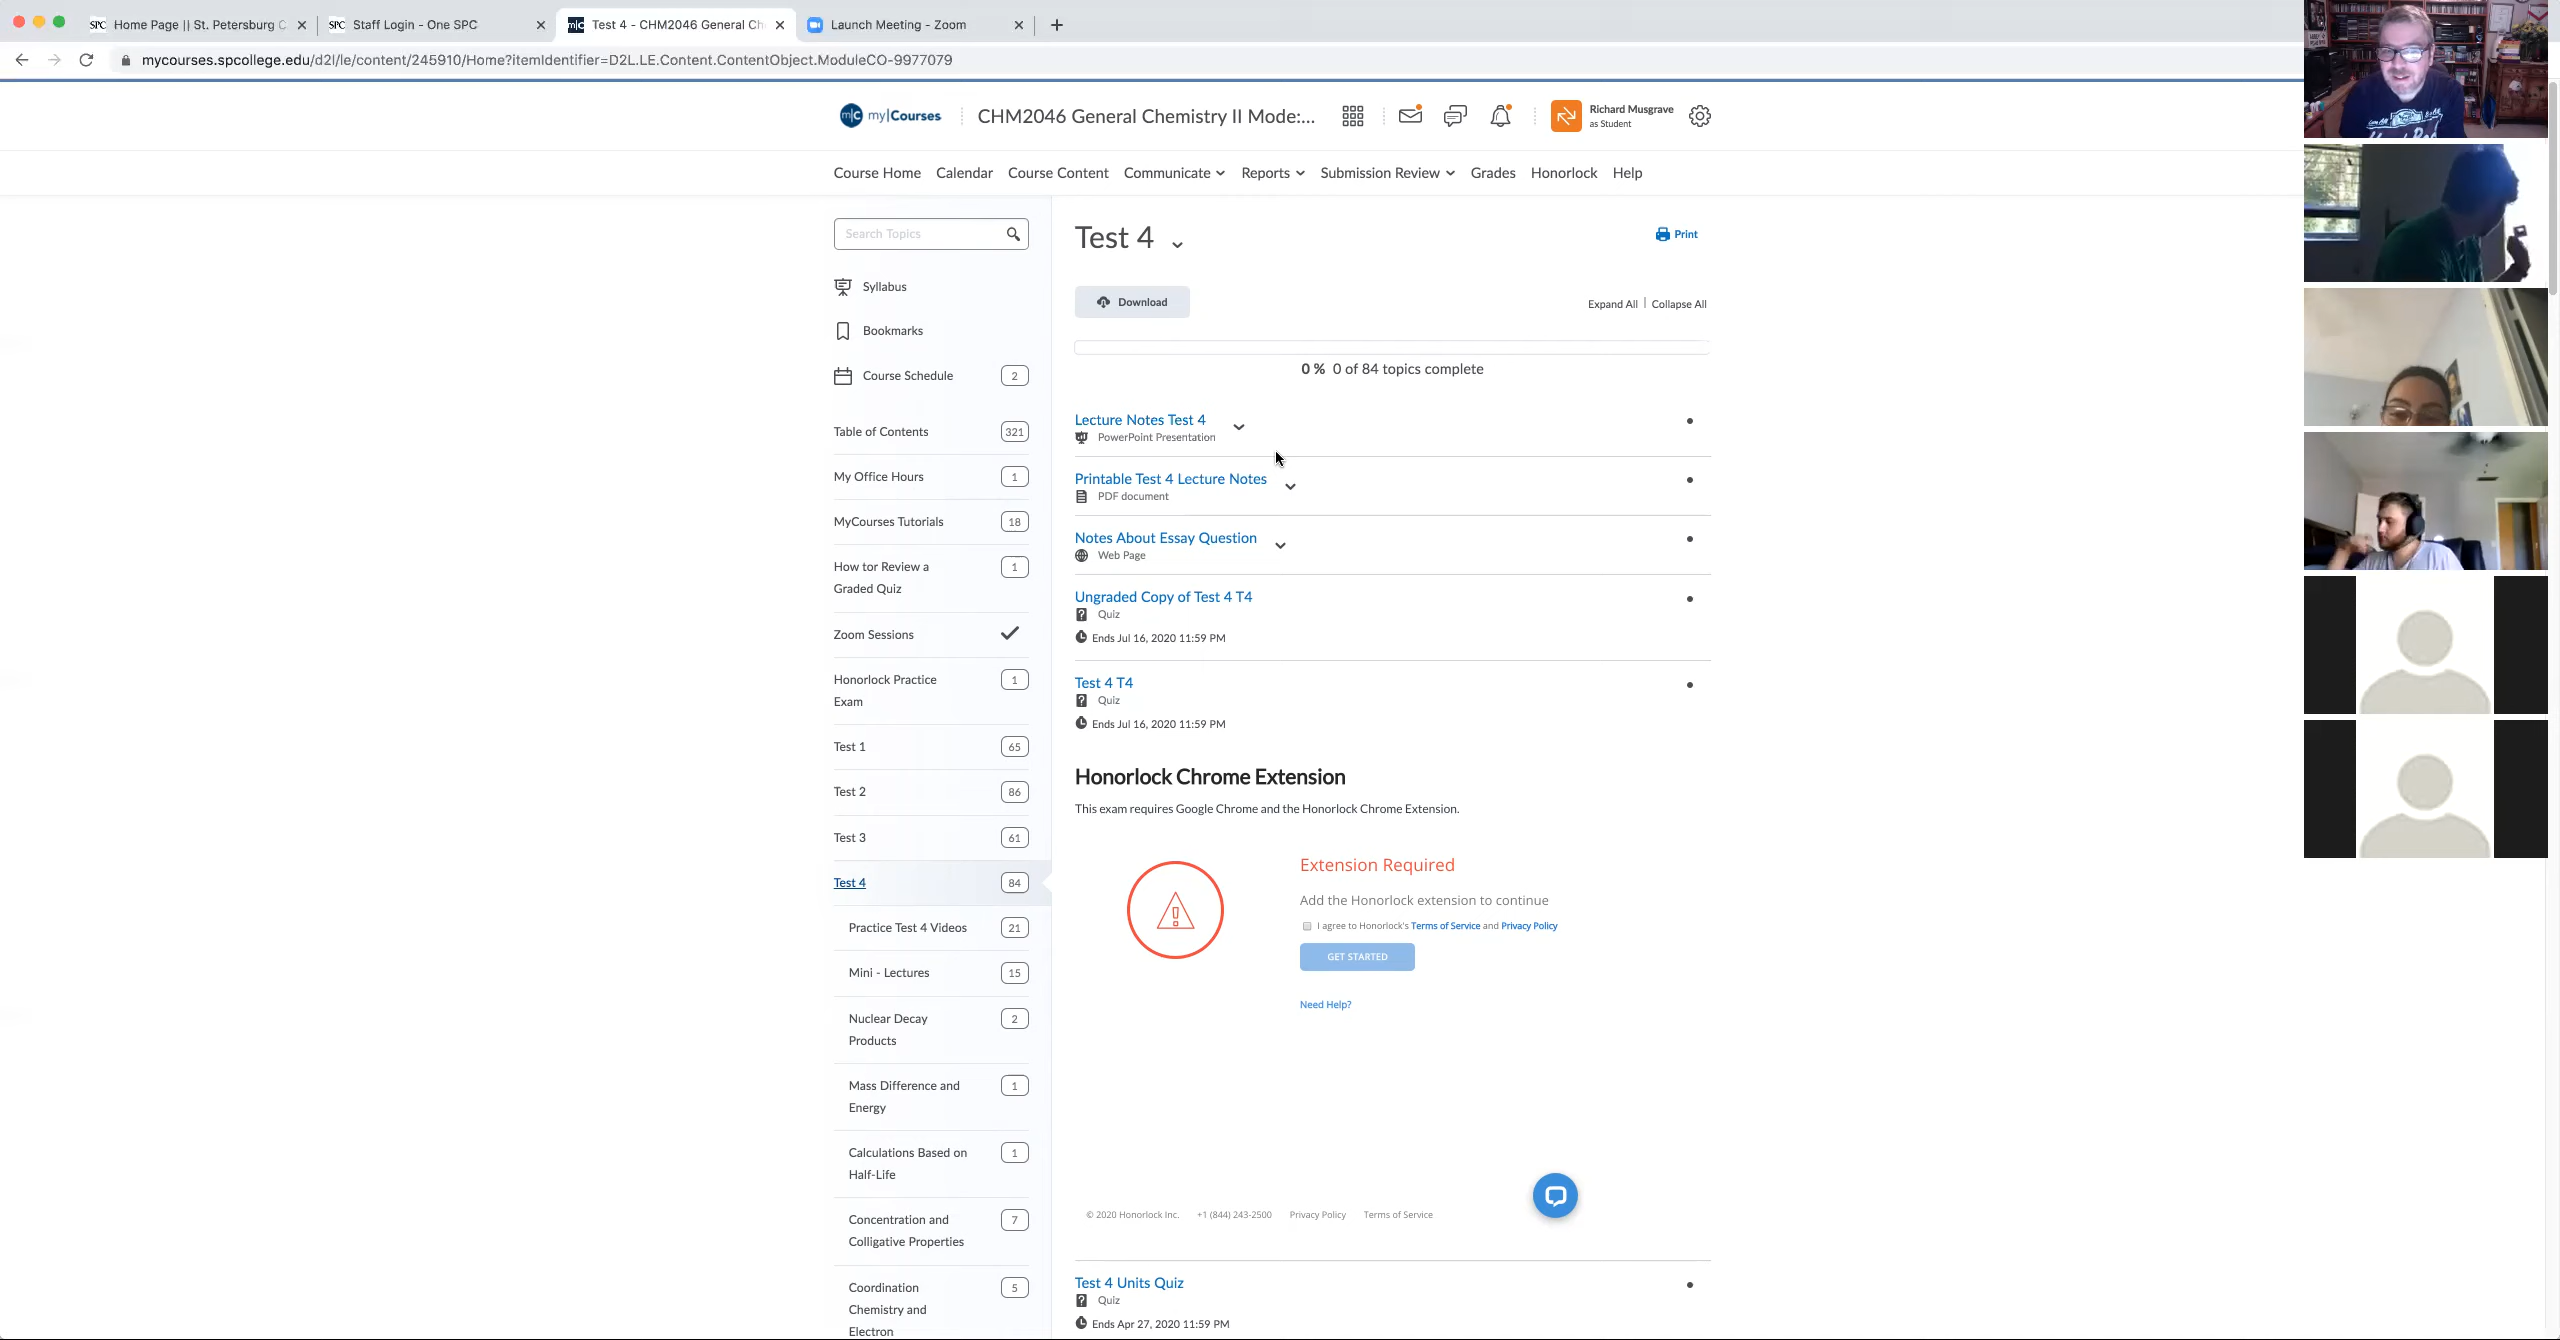 Home Page || St. Petersburg C
Staff Login - One SPC
Test 4 - CHM2046 General Ch
Launch Meeting - Zoom
mycourses.spcollege.edu/d2l/le/content/245910/Home?itemIdentifier=D2L.LE.Content.ContentObject.ModuleCO-9977079
my|Courses
CHM2046 General Chemistry II Mode:...
Richard Musgrave
as Student
Course Home
Calendar
Course Content
Communicate
Reports
Submission Review
Grades
Honorlock
Help
Search Topics
Syllabus
Bookmarks
Course Schedule 2
Table of Contents 321
My Office Hours 1
MyCourses Tutorials 18
How tor Review a 1
Graded Quiz
Zoom Sessions
Honorlock Practice 1
Exam
Test 1 65
Test 2 86
Test 3 61
Test 4 84
Practice Test 4 Videos 21
Mini - Lectures 15
Nuclear Decay 2
Products
Mass Difference and 1
Energy
Calculations Based on 1
Half-Life
Concentration and 7
Colligative Properties
Coordination 5
Chemistry and
Electron
Test 4
Print
Download
Expand All | Collapse All
0 % 0 of 84 topics complete
Lecture Notes Test 4
PowerPoint Presentation
Printable Test 4 Lecture Notes
PDF document
Notes About Essay Question
Web Page
Ungraded Copy of Test 4 T4
Quiz
Ends Jul 16, 2020 11:59 PM
Test 4 T4
Quiz
Ends Jul 16, 2020 11:59 PM
Honorlock Chrome Extension
This exam requires Google Chrome and the Honorlock Chrome Extension.
Extension Required
Add the Honorlock extension to continue
I agree to Honorlock's Terms of Service and Privacy Policy
GET STARTED
Need Help?
© 2020 Honorlock Inc. +1 (844) 243-2500 Privacy Policy Terms of Service
Test 4 Units Quiz
Quiz
Ends Apr 27, 2020 11:59 PM